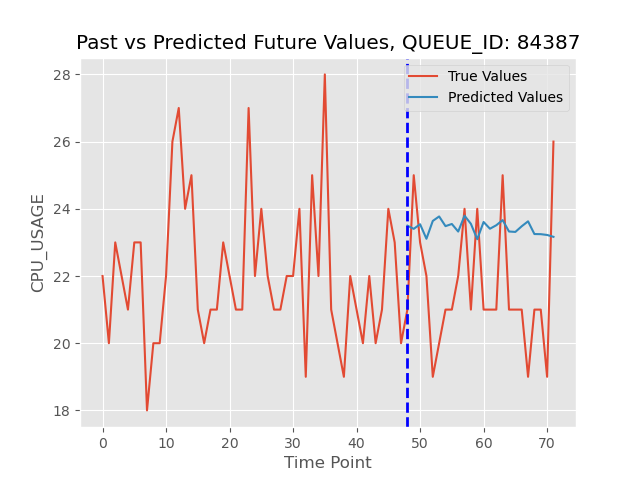 Past vs Predicted Future Values, QUEUE_ID: 84387
True Values
Predicted Values
28
26
24
22
20
18
CPU_USAGE
0 10 20 30 40 50 60 70
Time Point